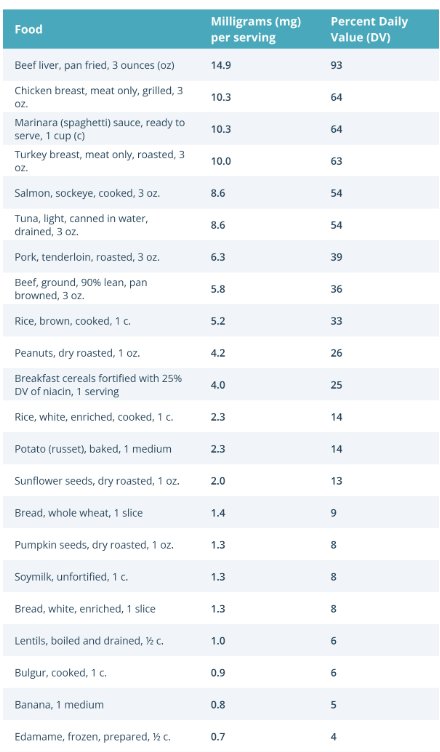 Food Milligrams (mg) per serving Percent Daily Value (DV)
Beef liver, pan fried, 3 ounces (oz) 14.9 93
Chicken breast, meat only, grilled, 3 oz. 10.3 64
Marinara (spaghetti) sauce, ready to serve, 1 cup (c) 10.3 64
Turkey breast, meat only, roasted, 3 oz. 10.0 63
Salmon, sockeye, cooked, 3 oz. 8.6 54
Tuna, light, canned in water, drained, 3 oz. 8.6 54
Pork, tenderloin, roasted, 3 oz. 6.3 39
Beef, ground, 90% lean, pan browned, 3 oz. 5.8 36
Rice, brown, cooked, 1 c. 5.2 33
Peanuts, dry roasted, 1 oz. 4.2 26
Breakfast cereals fortified with 25% DV of niacin, 1 serving 4.0 25
Rice, white, enriched, cooked, 1 c. 2.3 14
Potato (russet), baked, 1 medium 2.3 14
Sunflower seeds, dry roasted, 1 oz. 2.0 13
Bread, whole wheat, 1 slice 1.4 9
Pumpkin seeds, dry roasted, 1 oz. 1.3 8
Soymilk, unfortified, 1 c. 1.3 8
Bread, white, enriched, 1 slice 1.3 8
Lentils, boiled and drained, ½ c. 1.0 6
Bulgur, cooked, 1 c. 0.9 6
Banana, 1 medium 0.8 5
Edamame, frozen, prepared, ½ c. 0.7 4